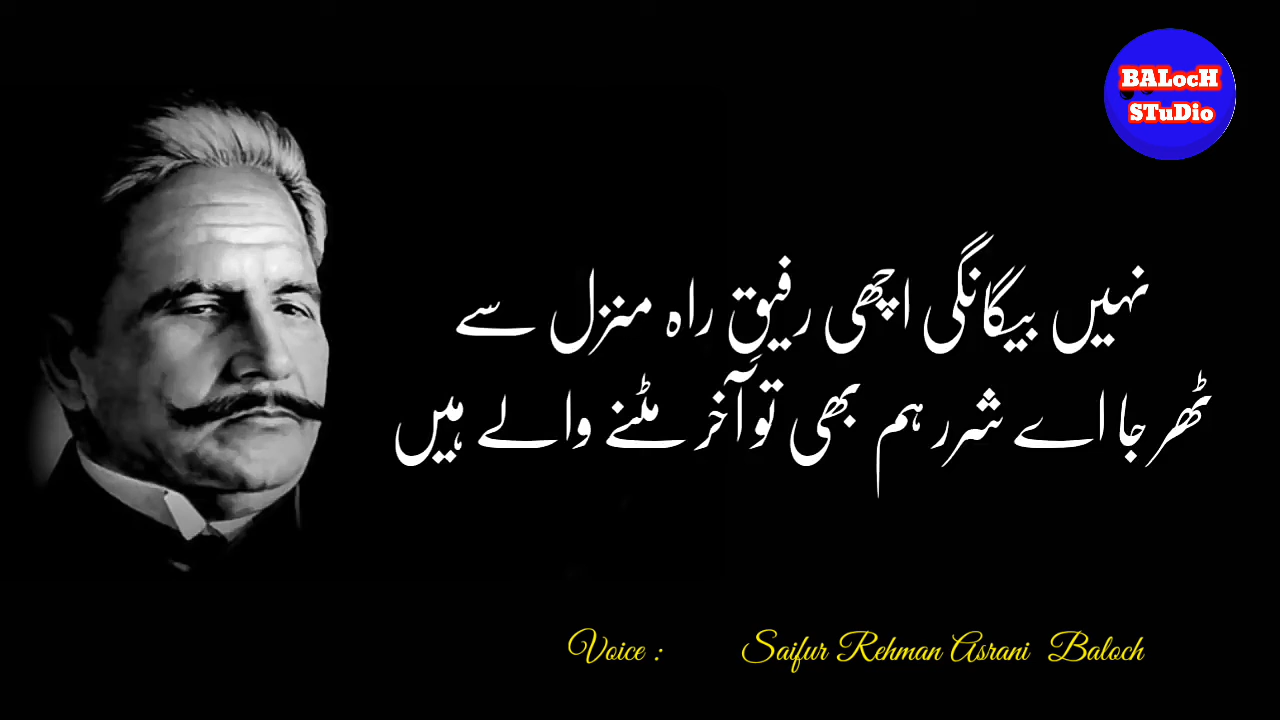 BALocH
STuDio
نہیں بیگانگی اچھی رفیقِ راہ منزل سے
ٹھر جا اے شرر ہم بھی تو آخر مٹنے والے ہیں
Voice : Saifur Rehman Asrani Baloch